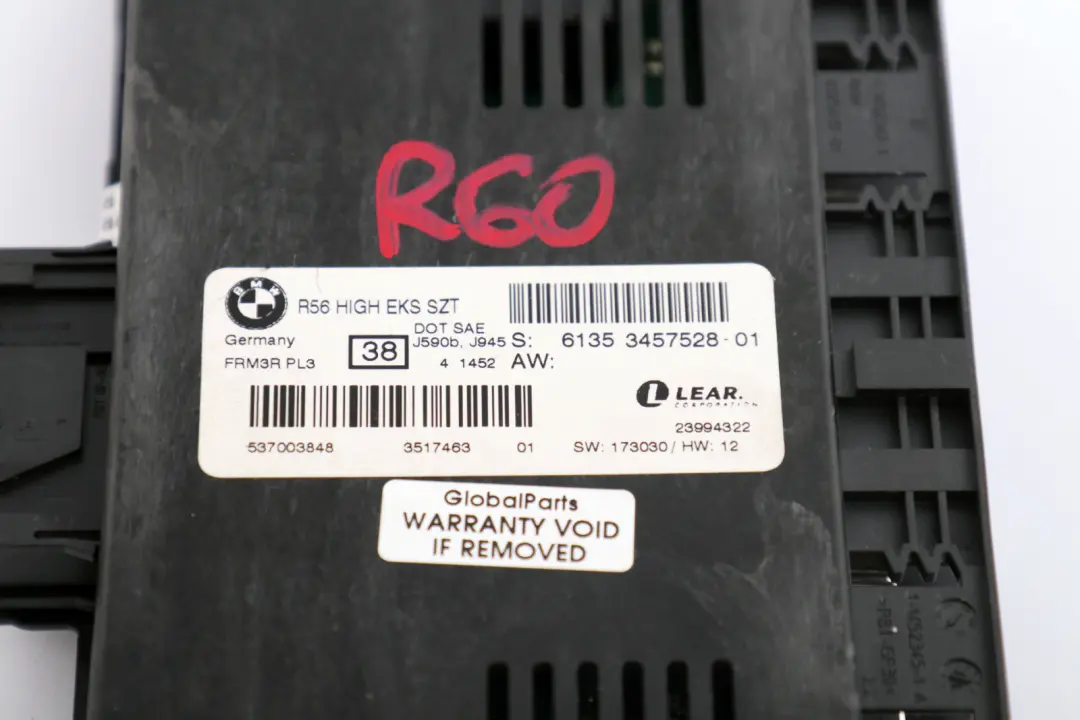 R60
BMW
R56 HIGH EKS SZT
Germany
DOT SAE
38
J590b, J945
S: 6135 3457528-01
FRM3R PL3
4 1452
AW:
LEAR.
CORPORATION
23994322
537003848 3517463 01
SW: 173030/ HW: 12
GlobalParts
WARRANTY VOID
IF REMOVED